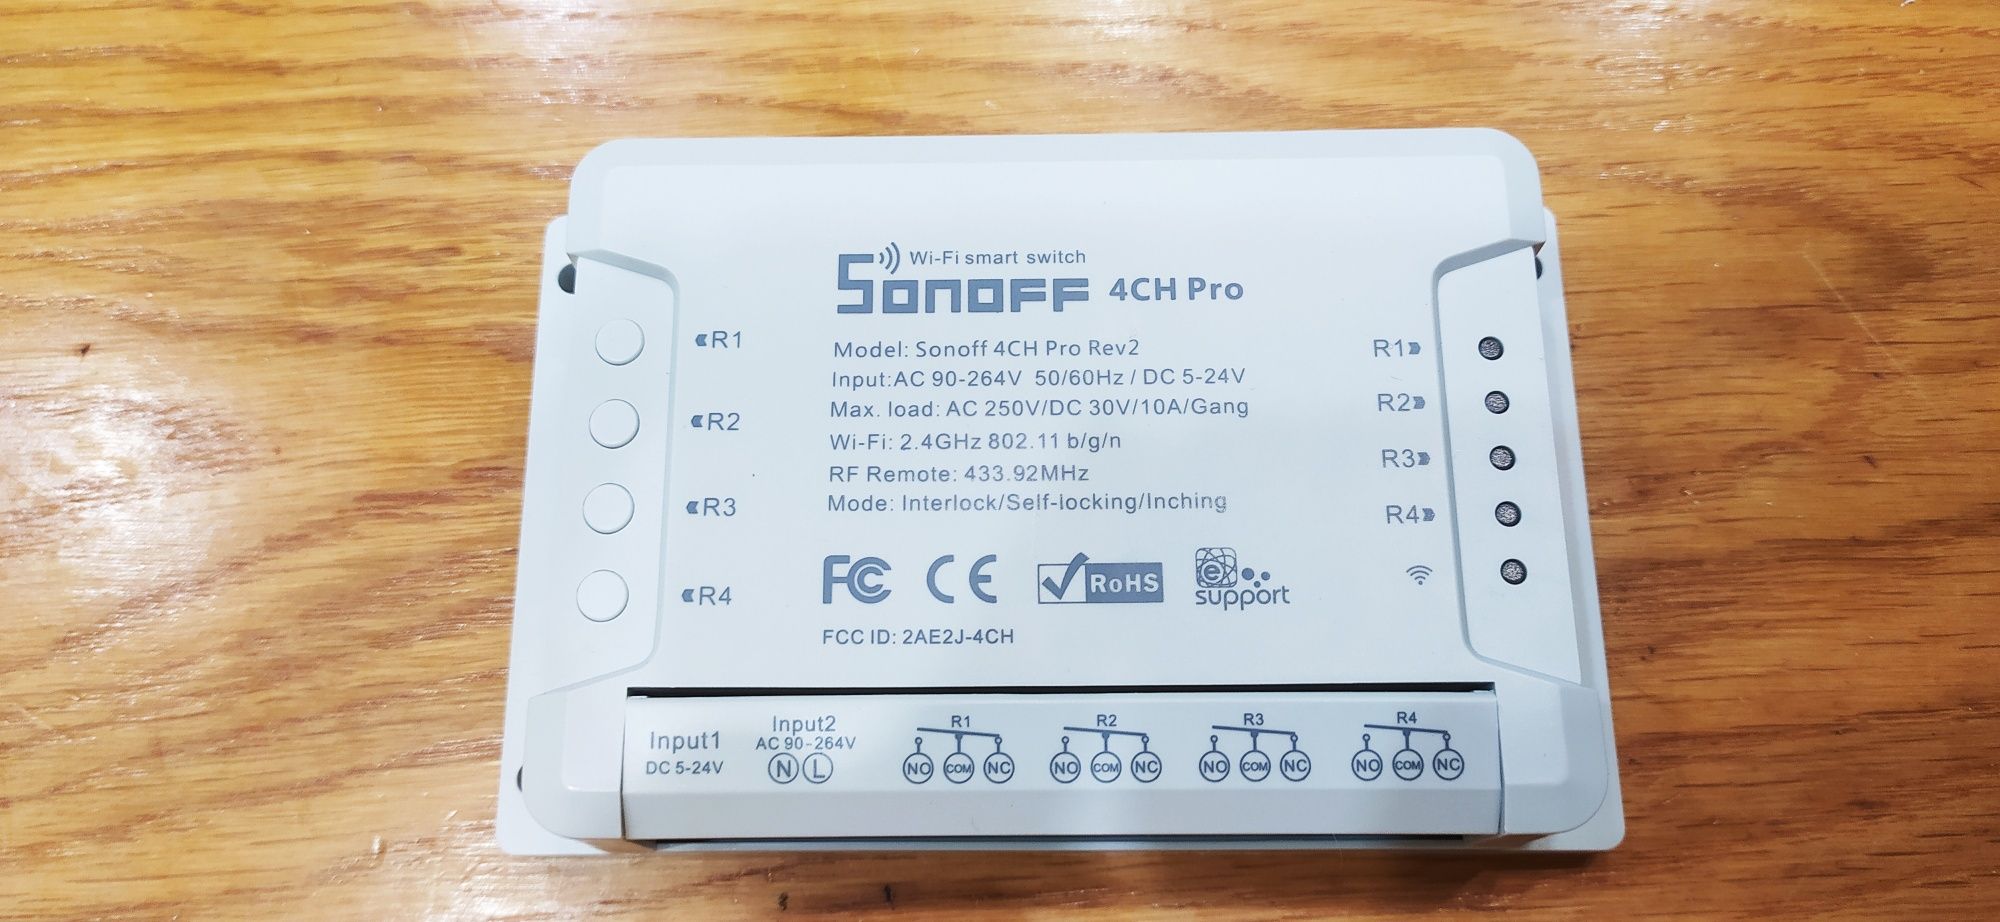 Wi-Fi smart switch
SONOFF 4CH Pro
Model: Sonoff 4CH Pro Rev2
Input:AC 90-264V 50/60Hz / DC 5-24V
Max. load: AC 250V/DC 30V/10A/Gang
Wi-Fi: 2.4GHz 802.11 b/g/n
RF Remote: 433.92MHz
Mode: Interlock/Self-locking/Inching
R1
R2
R3
R4
R1
R2
R3
R4
FC CE RoHS e support
FCC ID: 2AE2J-4CH
Input1
DC 5-24V
Input2
AC 90-264V
N L
R1
NO COM NC
R2
NO COM NC
R3
NO COM NC
R4
NO COM NC